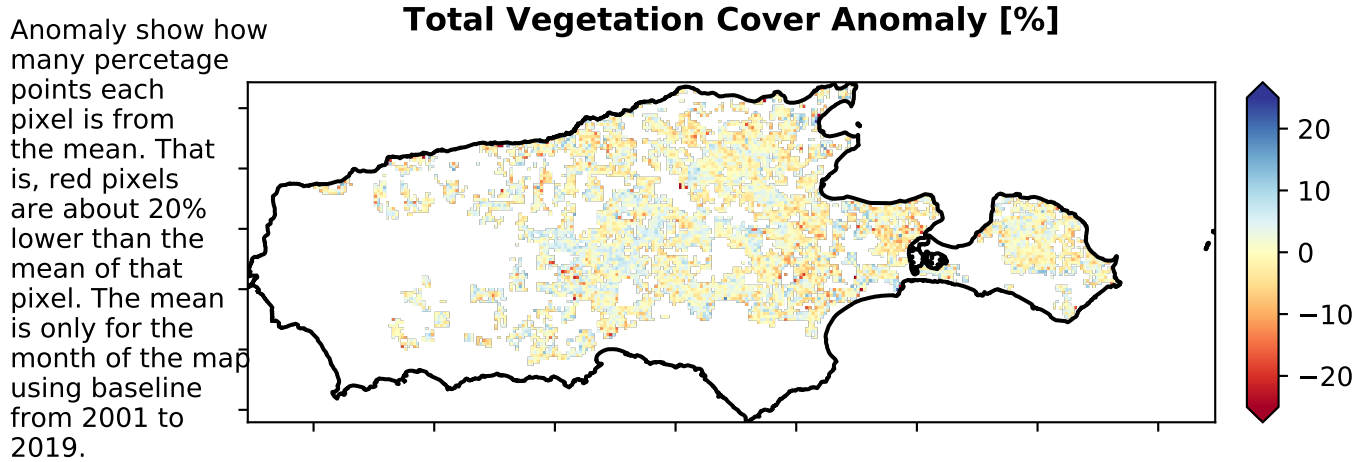 Total Vegetation Cover Anomaly [%]
Anomaly show how
many percetage
points each
pixel is from
the mean. That
is, red pixels
are about 20%
lower than the
mean of that
pixel. The mean
is only for the
month of the map
using baseline
from 2001 to
2019.
20
10
0
−10
−20